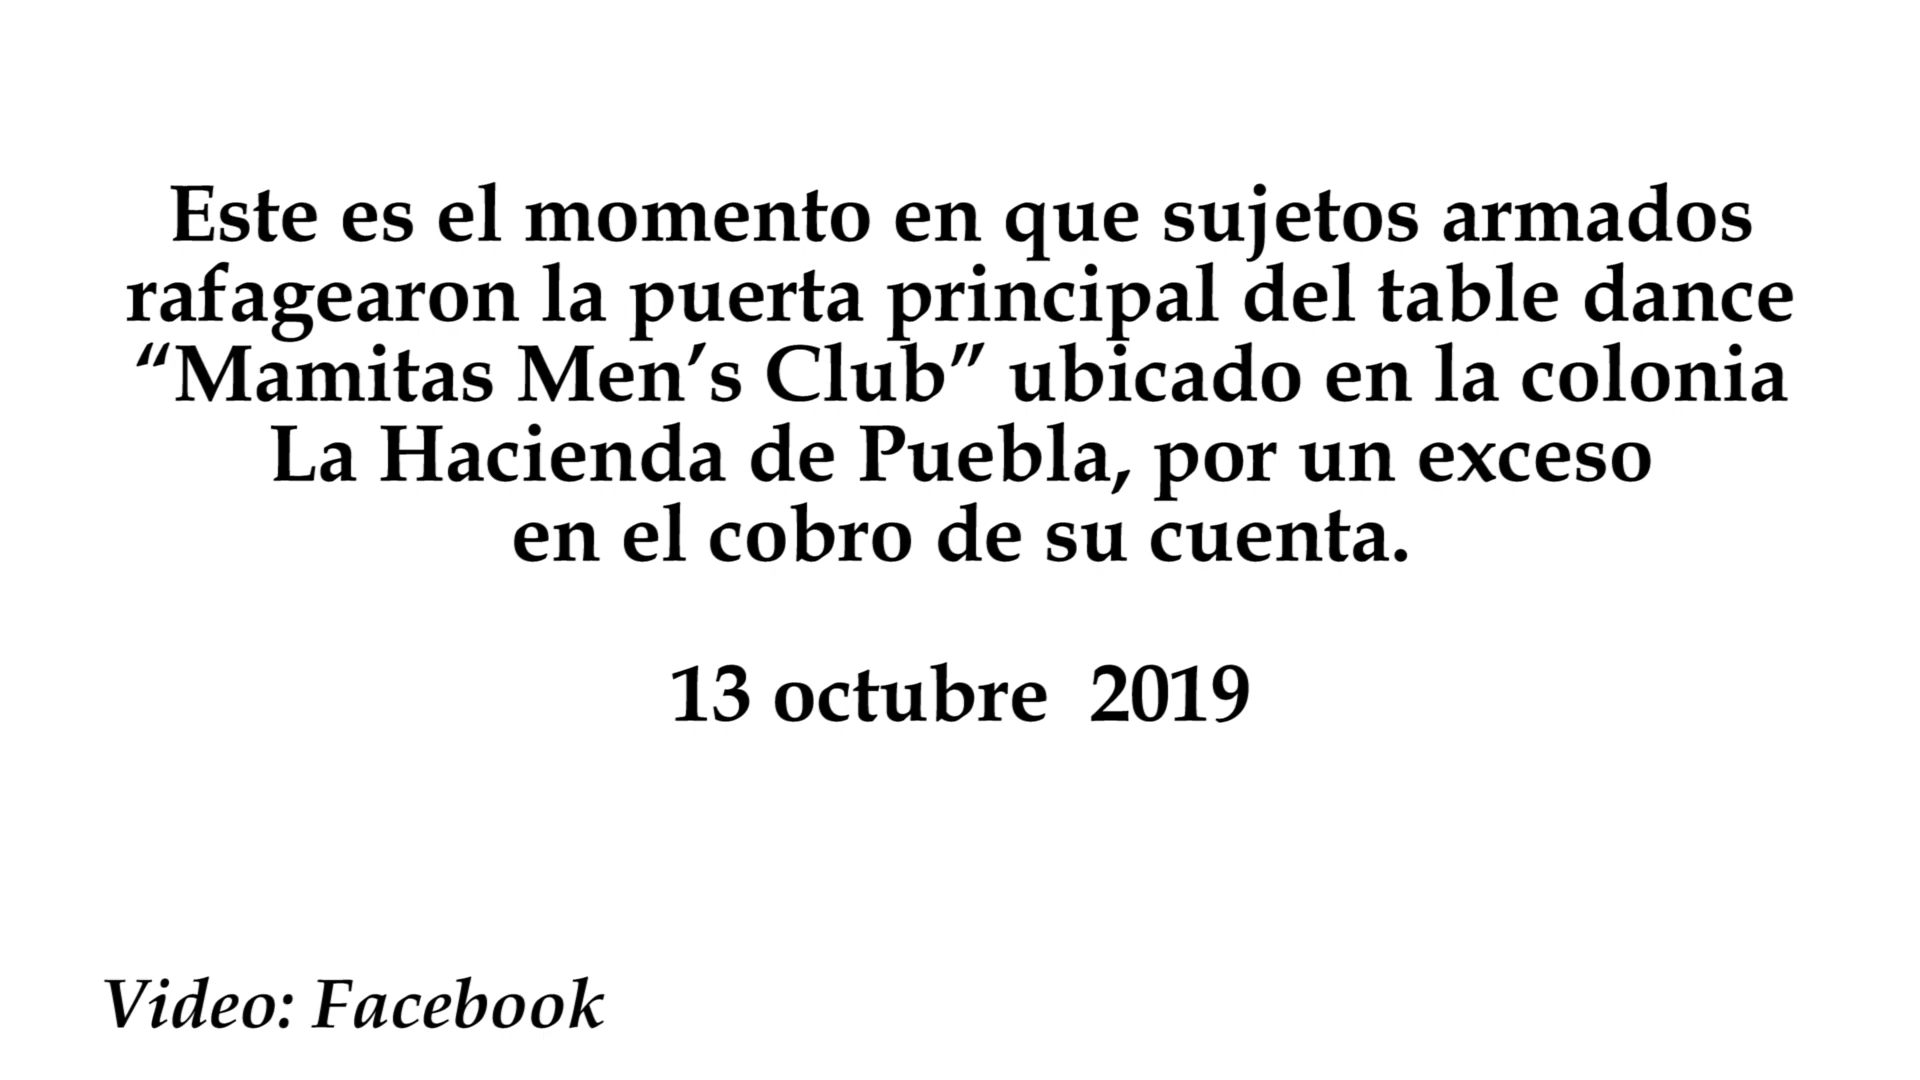 Este es el momento en que sujetos armados
rafagearon la puerta principal del table dance
“Mamitas Men’s Club” ubicado en la colonia
La Hacienda de Puebla, por un exceso
en el cobro de su cuenta.
13 octubre  2019
Video: Facebook